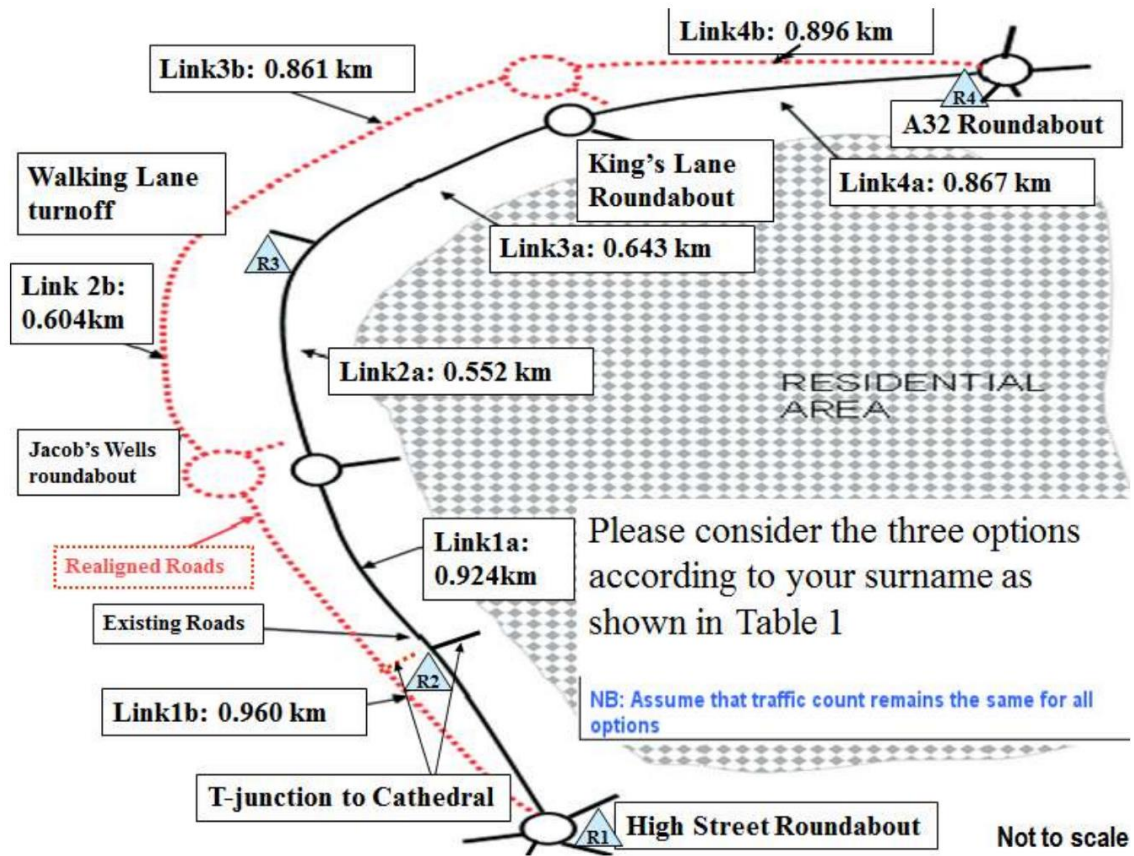 Link4b: 0.896 km
Link3b: 0.861 km
R4
A32 Roundabout
Walking Lane
turnoff
King's Lane
Roundabout
Link4a: 0.867 km
R3
Link3a: 0.643 km
Link 2b:
0.604km
Link2a: 0.552 km
RESIDENTIAL
AREA
Jacob's Wells
roundabout
Link1a:
0.924km
Please consider the three options
according to your surname as
shown in Table 1
Realigned Roads
Existing Roads
R2
NB: Assume that traffic count remains the same for all
options
Link1b: 0.960 km
T-junction to Cathedral
R1
High Street Roundabout
Not to scale